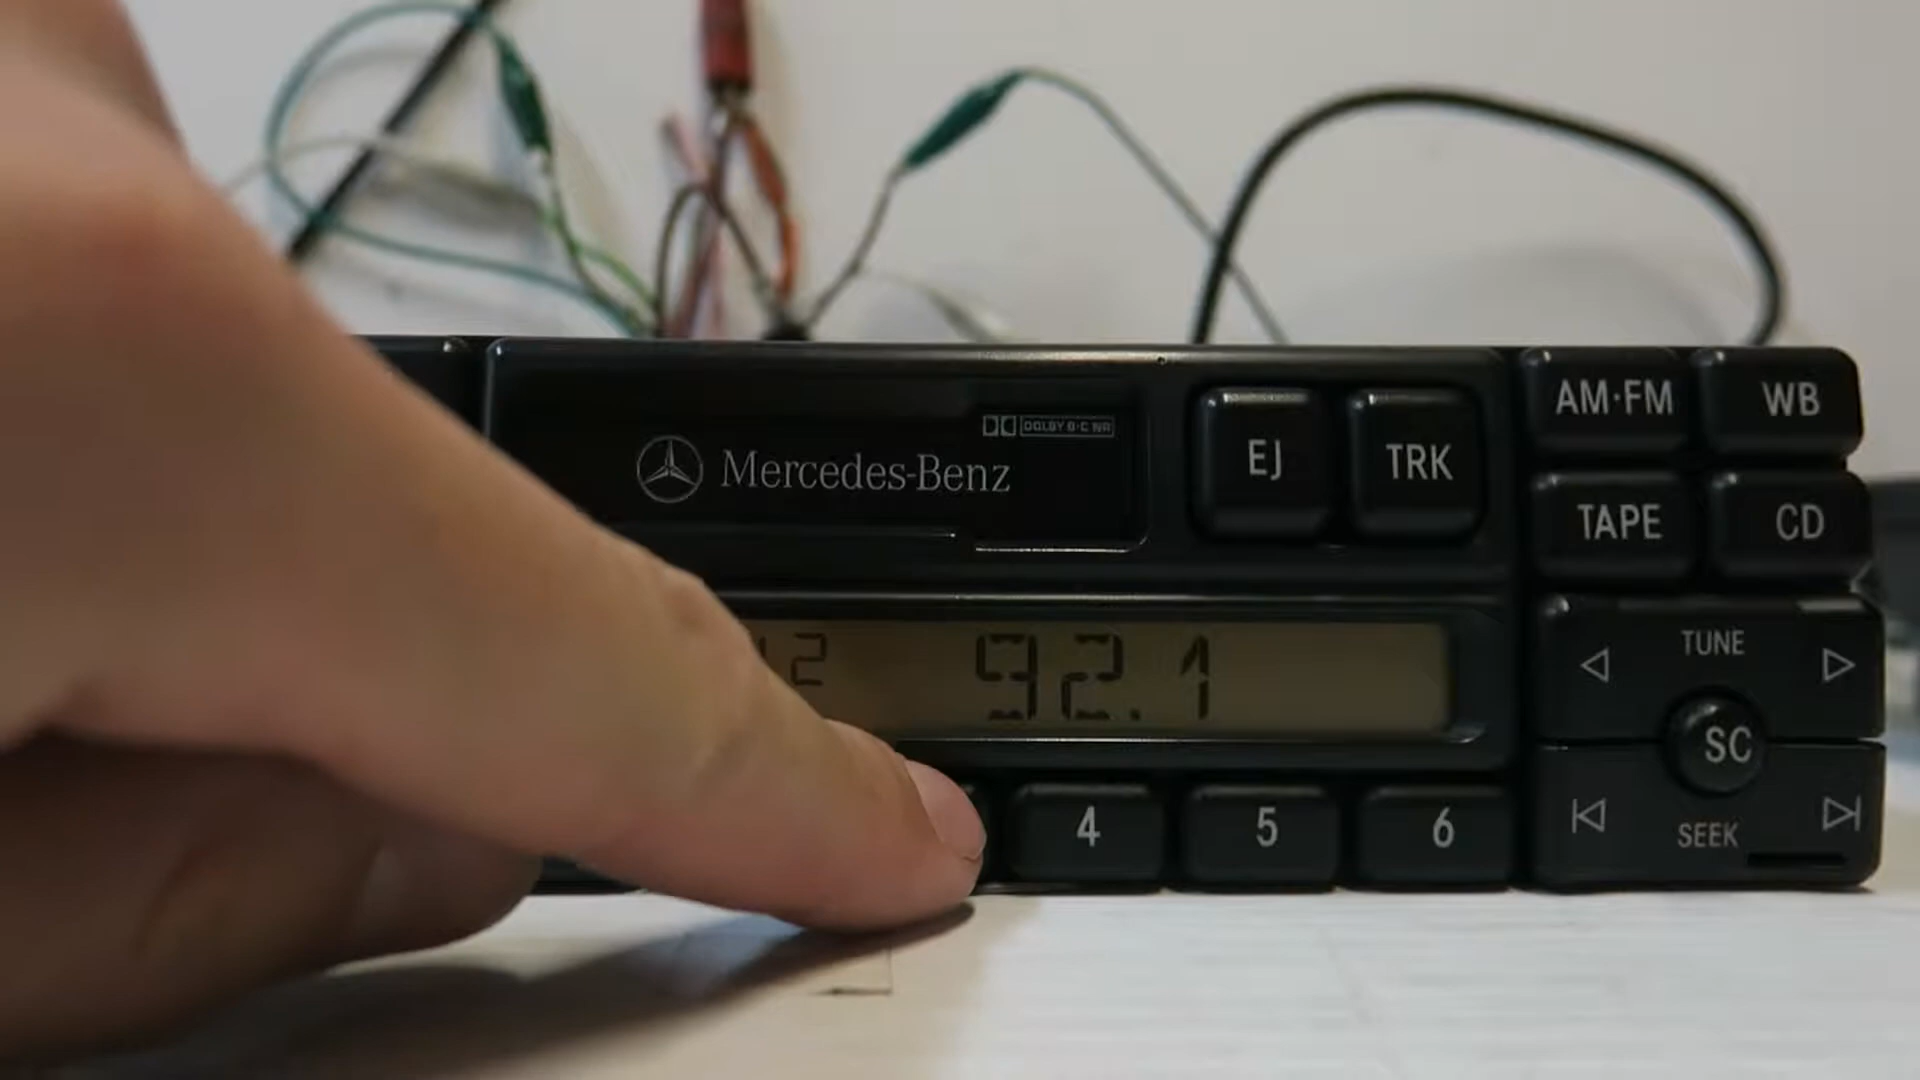 DOLBY B·C NR
Mercedes-Benz
EJ
TRK
AM·FM
WB
TAPE
CD
2
92.1
TUNE
SC
SEEK
4
5
6